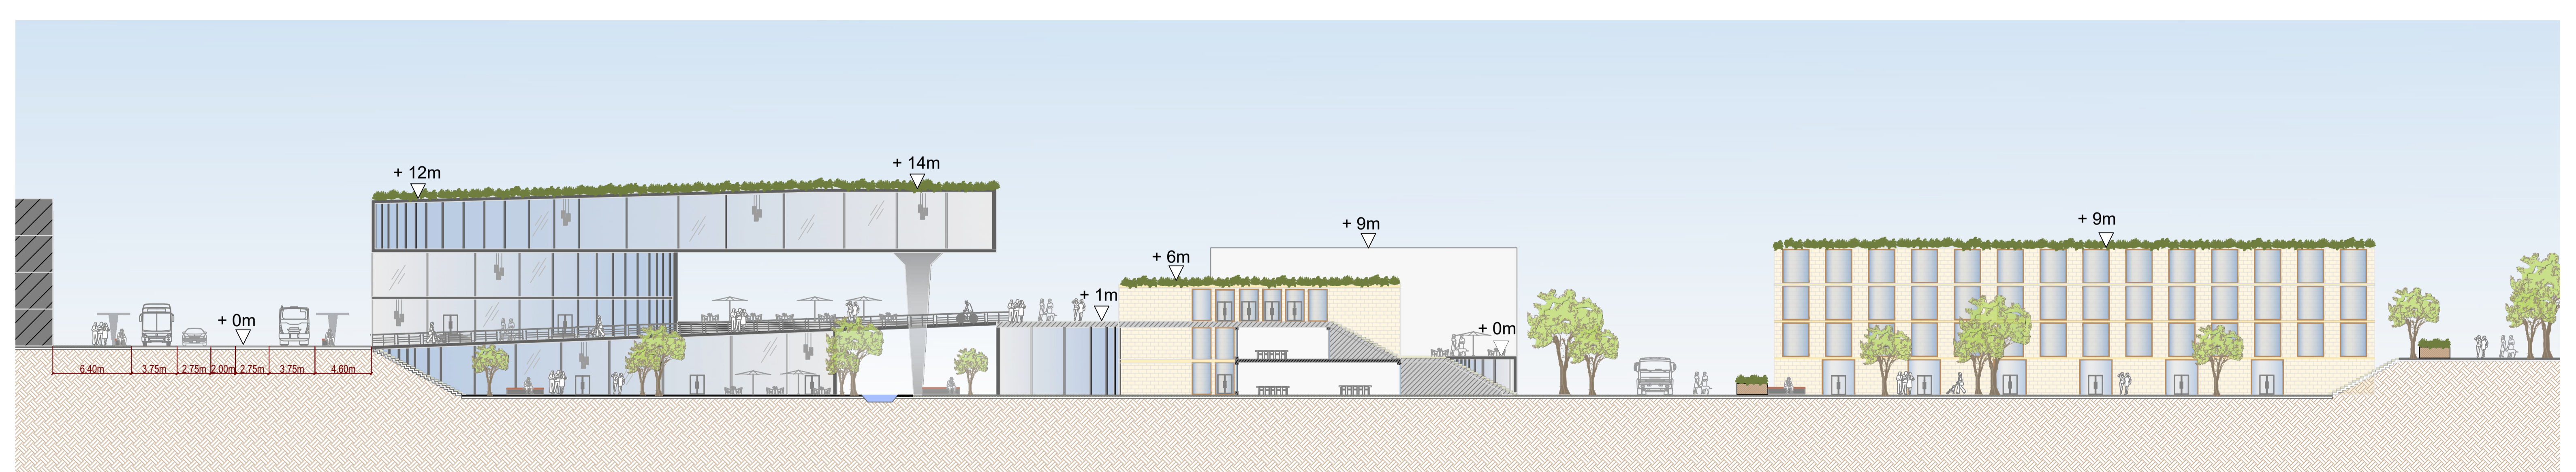 + 12m
+ 14m
+ 9m
+ 9m
+ 6m
+ 1m
+ 0m
+ 0m
6.40m
3.75m
2.75m
2.00m
2.75m
3.75m
4.60m